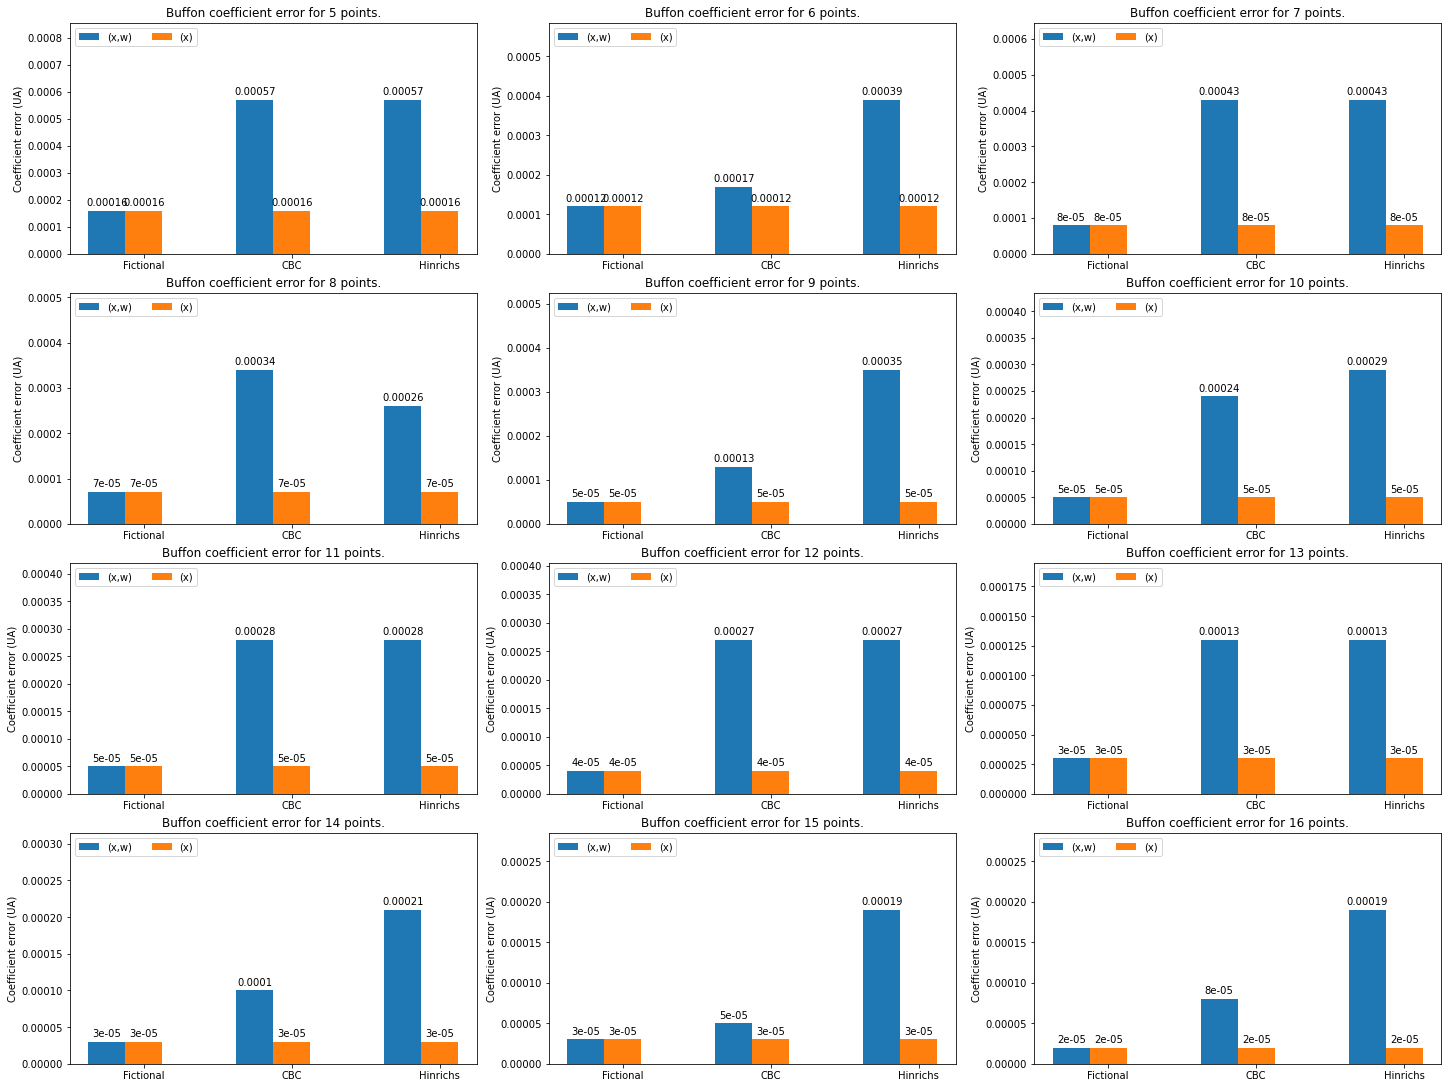 Buffon coefficient error for 5 points.
(x,w) (x)
Coefficient error (UA)
0.0008
0.0007
0.0006
0.0005
0.0004
0.0003
0.0002
0.0001
0.0000
0.00016 0.00016 0.00057 0.00016 0.00057 0.00016
Fictional CBC Hinrichs
Buffon coefficient error for 6 points.
(x,w) (x)
Coefficient error (UA)
0.0005
0.0004
0.0003
0.0002
0.0001
0.0000
0.00012 0.00012 0.00017 0.00012 0.00039 0.00012
Fictional CBC Hinrichs
Buffon coefficient error for 7 points.
(x,w) (x)
Coefficient error (UA)
0.0006
0.0005
0.0004
0.0003
0.0002
0.0001
0.0000
8e-05 8e-05 0.00043 8e-05 0.00043 8e-05
Fictional CBC Hinrichs
Buffon coefficient error for 8 points.
(x,w) (x)
Coefficient error (UA)
0.0005
0.0004
0.0003
0.0002
0.0001
0.0000
7e-05 7e-05 0.00034 7e-05 0.00026 7e-05
Fictional CBC Hinrichs
Buffon coefficient error for 9 points.
(x,w) (x)
Coefficient error (UA)
0.0005
0.0004
0.0003
0.0002
0.0001
0.0000
5e-05 5e-05 0.00013 5e-05 0.00035 5e-05
Fictional CBC Hinrichs
Buffon coefficient error for 10 points.
(x,w) (x)
Coefficient error (UA)
0.00040
0.00035
0.00030
0.00025
0.00020
0.00015
0.00010
0.00005
0.00000
5e-05 5e-05 0.00024 5e-05 0.00029 5e-05
Fictional CBC Hinrichs
Buffon coefficient error for 11 points.
(x,w) (x)
Coefficient error (UA)
0.00040
0.00035
0.00030
0.00025
0.00020
0.00015
0.00010
0.00005
0.00000
5e-05 5e-05 0.00028 5e-05 0.00028 5e-05
Fictional CBC Hinrichs
Buffon coefficient error for 12 points.
(x,w) (x)
Coefficient error (UA)
0.00040
0.00035
0.00030
0.00025
0.00020
0.00015
0.00010
0.00005
0.00000
4e-05 4e-05 0.00027 4e-05 0.00027 4e-05
Fictional CBC Hinrichs
Buffon coefficient error for 13 points.
(x,w) (x)
Coefficient error (UA)
0.000175
0.000150
0.000125
0.000100
0.000075
0.000050
0.000025
0.000000
3e-05 3e-05 0.00013 3e-05 0.00013 3e-05
Fictional CBC Hinrichs
Buffon coefficient error for 14 points.
(x,w) (x)
Coefficient error (UA)
0.00030
0.00025
0.00020
0.00015
0.00010
0.00005
0.00000
3e-05 3e-05 0.0001 3e-05 0.00021 3e-05
Fictional CBC Hinrichs
Buffon coefficient error for 15 points.
(x,w) (x)
Coefficient error (UA)
0.00025
0.00020
0.00015
0.00010
0.00005
0.00000
3e-05 3e-05 5e-05 3e-05 0.00019 3e-05
Fictional CBC Hinrichs
Buffon coefficient error for 16 points.
(x,w) (x)
Coefficient error (UA)
0.00025
0.00020
0.00015
0.00010
0.00005
0.00000
2e-05 2e-05 8e-05 2e-05 0.00019 2e-05
Fictional CBC Hinrichs